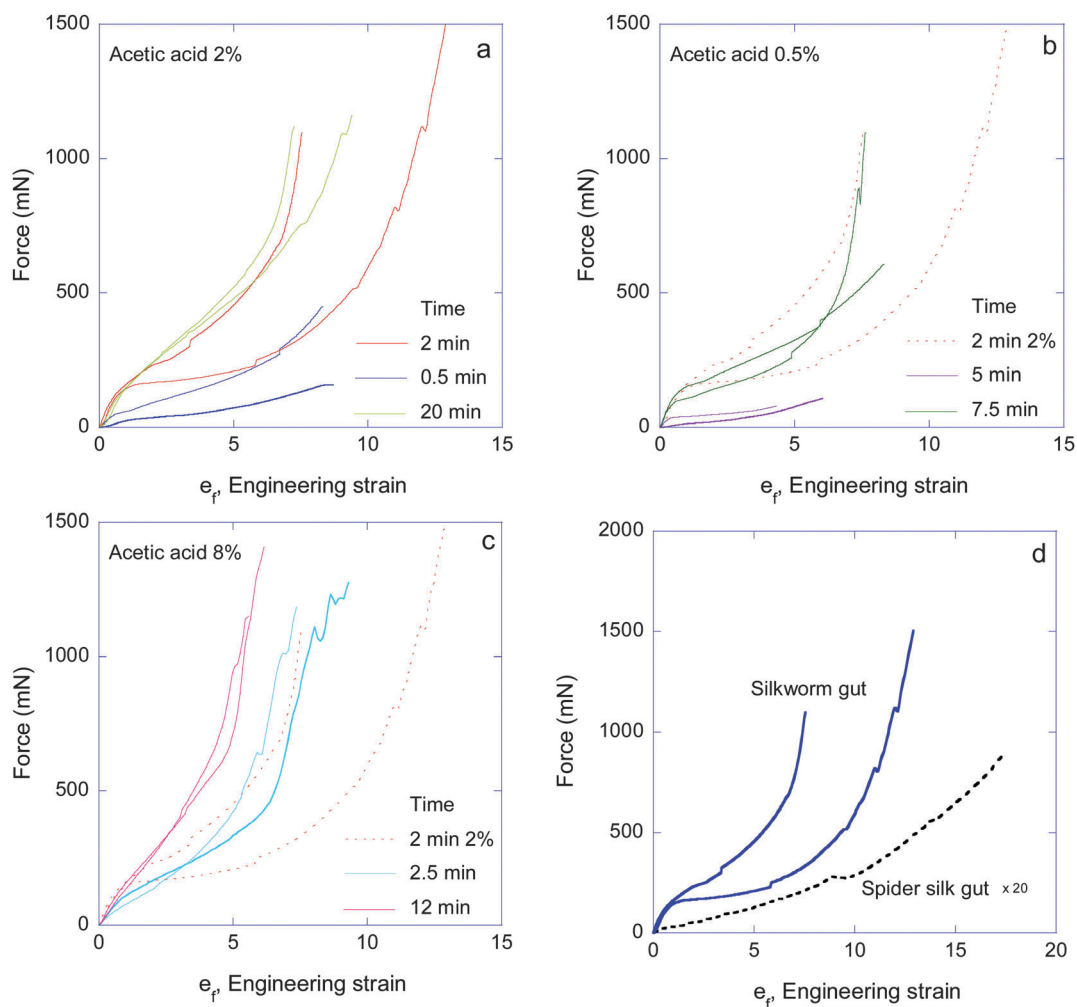 a
Acetic acid 2%
1500
1000
500
0
Force (mN)
Time
2 min
0.5 min
20 min
0 5 10 15
e_f, Engineering strain
b
Acetic acid 0.5%
1500
1000
500
0
Force (mN)
Time
2 min 2%
5 min
7.5 min
0 5 10 15
e_f, Engineering strain
c
Acetic acid 8%
1500
1000
500
0
Force (mN)
Time
2 min 2%
2.5 min
12 min
0 5 10 15
e_f, Engineering strain
d
2000
1500
1000
500
0
Force (mN)
Silkworm gut
Spider silk gut x 20
0 5 10 15 20
e_f, Engineering strain